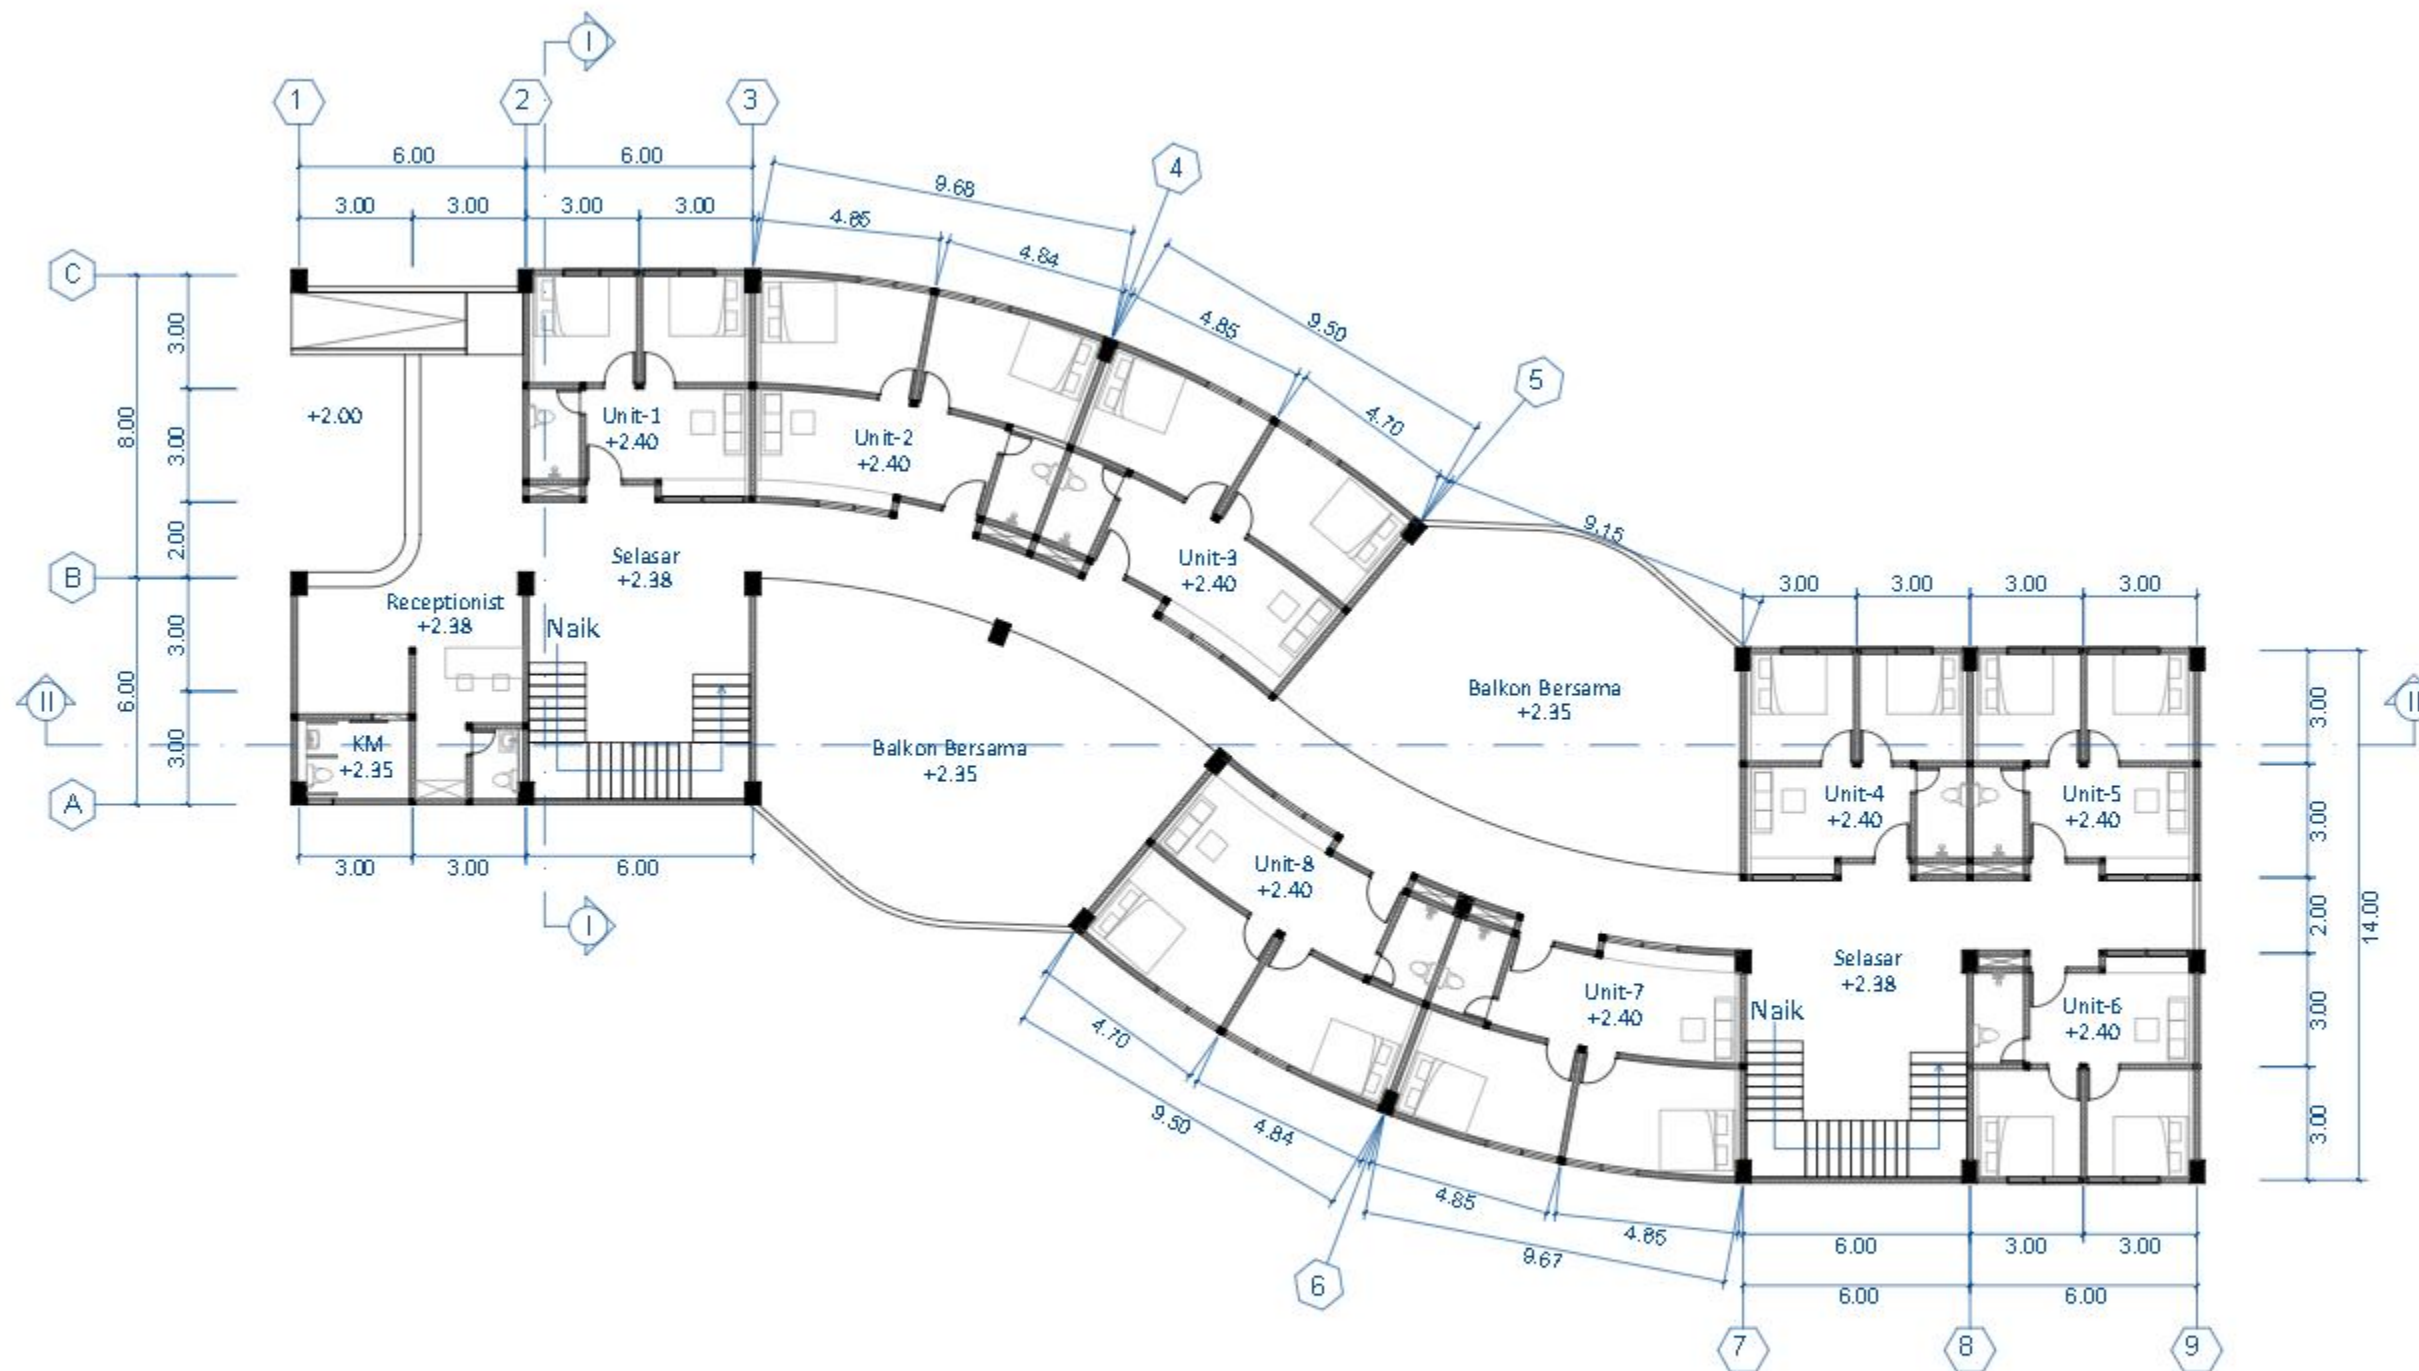 I
1
2
3
6.00
6.00
4
9.68
3.00
3.00
3.00
3.00
4.85
4.84
C
9.50
4.85
3.00
5
4.70
+2.00
Unit-1
+2.40
Unit-2
+2.40
8.00
3.00
9.15
2.00
Selasar
+2.38
Unit-3
+2.40
B
3.00
3.00
3.00
3.00
Receptionist
+2.38
Naik
3.00
6.00
II
Balkon Bersama
+2.35
3.00
II
KM
+2.35
3.00
Balkon Bersama
+2.35
A
Unit-4
+2.40
Unit-5
+2.40
3.00
3.00
3.00
6.00
Unit-8
+2.40
2.00
14.00
I
Selasar
+2.38
Unit-7
+2.40
Naik
Unit-6
+2.40
3.00
4.70
9.50
4.84
3.00
4.85
4.85
9.67
6.00
3.00
3.00
6
6.00
6.00
7
8
9